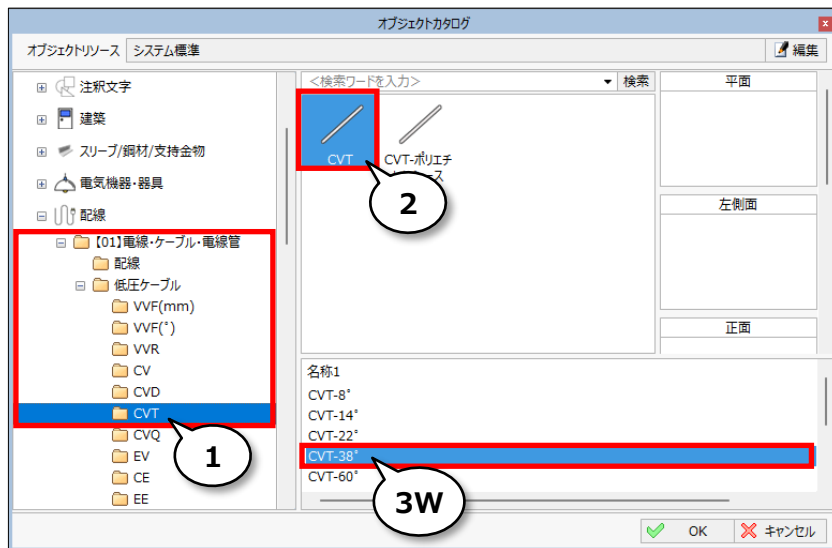 オブジェクトカタログ
オブジェクトリソース システム標準 編集
注釈文字
建築
スリーブ/鋼材/支持金物
電気機器・器具
配線
【01】電線・ケーブル・電線管
配線
低圧ケーブル
VVF(mm)
VVF(°)
VVR
CV
CVD
CVT
CVQ
EV
CE
EE
1
<検索ワードを入力> 検索
CVT
CVT-ポリエチ
2
名称1
CVT-8°
CVT-14°
CVT-22°
CVT-38°
CVT-60°
3W
平面
左側面
正面
OK キャンセル